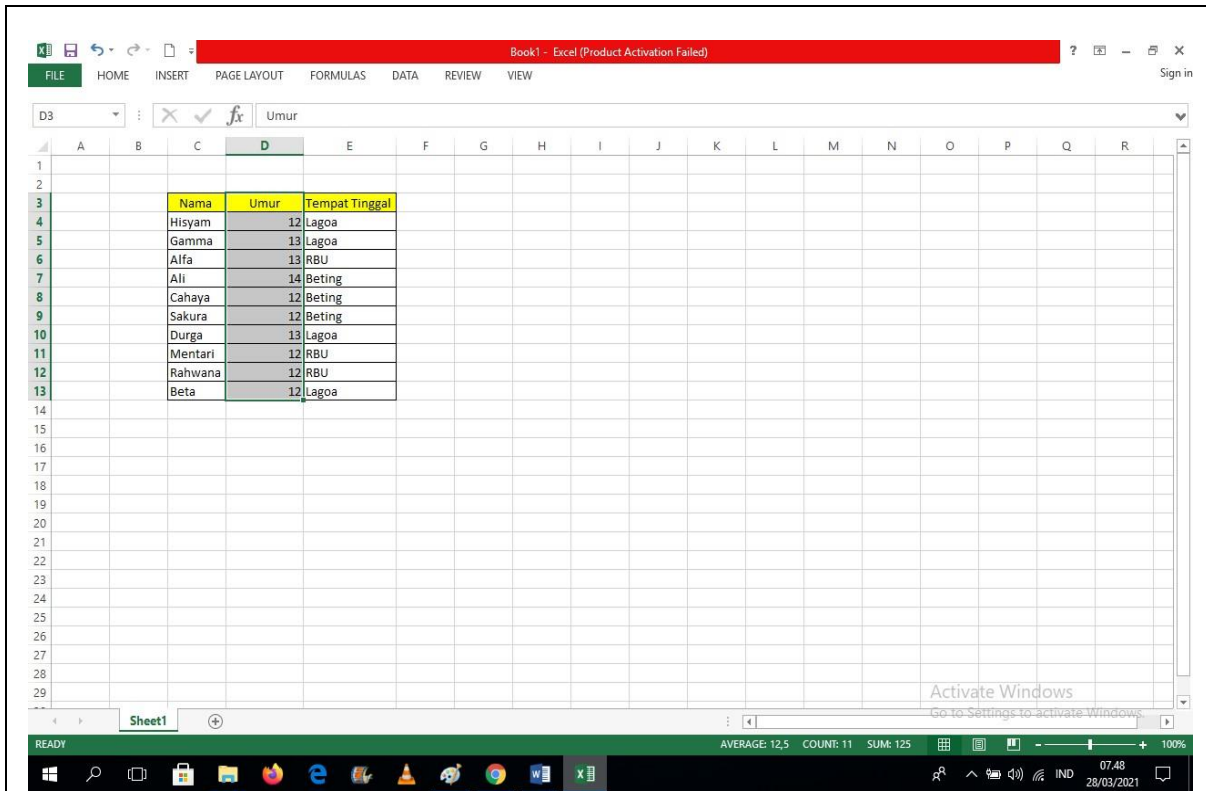 Book1 - Excel (Product Activation Failed)
?
FILE HOME INSERT PAGE LAYOUT FORMULAS DATA REVIEW VIEW Sign in
D3 fx Umur
A B C D E F G H I J K L M N O P Q R
1
2
3 Nama Umur Tempat Tinggal
4 Hisyam 12 Lagoa
5 Gamma 13 Lagoa
6 Alfa 13 RBU
7 Ali 14 Beting
8 Cahaya 12 Beting
9 Sakura 12 Beting
10 Durga 13 Lagoa
11 Mentari 12 RBU
12 Rahwana 12 RBU
13 Beta 12 Lagoa
14
15
16
17
18
19
20
21
22
23
24
25
26
27
28
29 Activate Windows
Go to Settings to activate Windows.
Sheet1
READY AVERAGE: 12,5 COUNT: 11 SUM: 125 100%
IND 07.48
28/03/2021